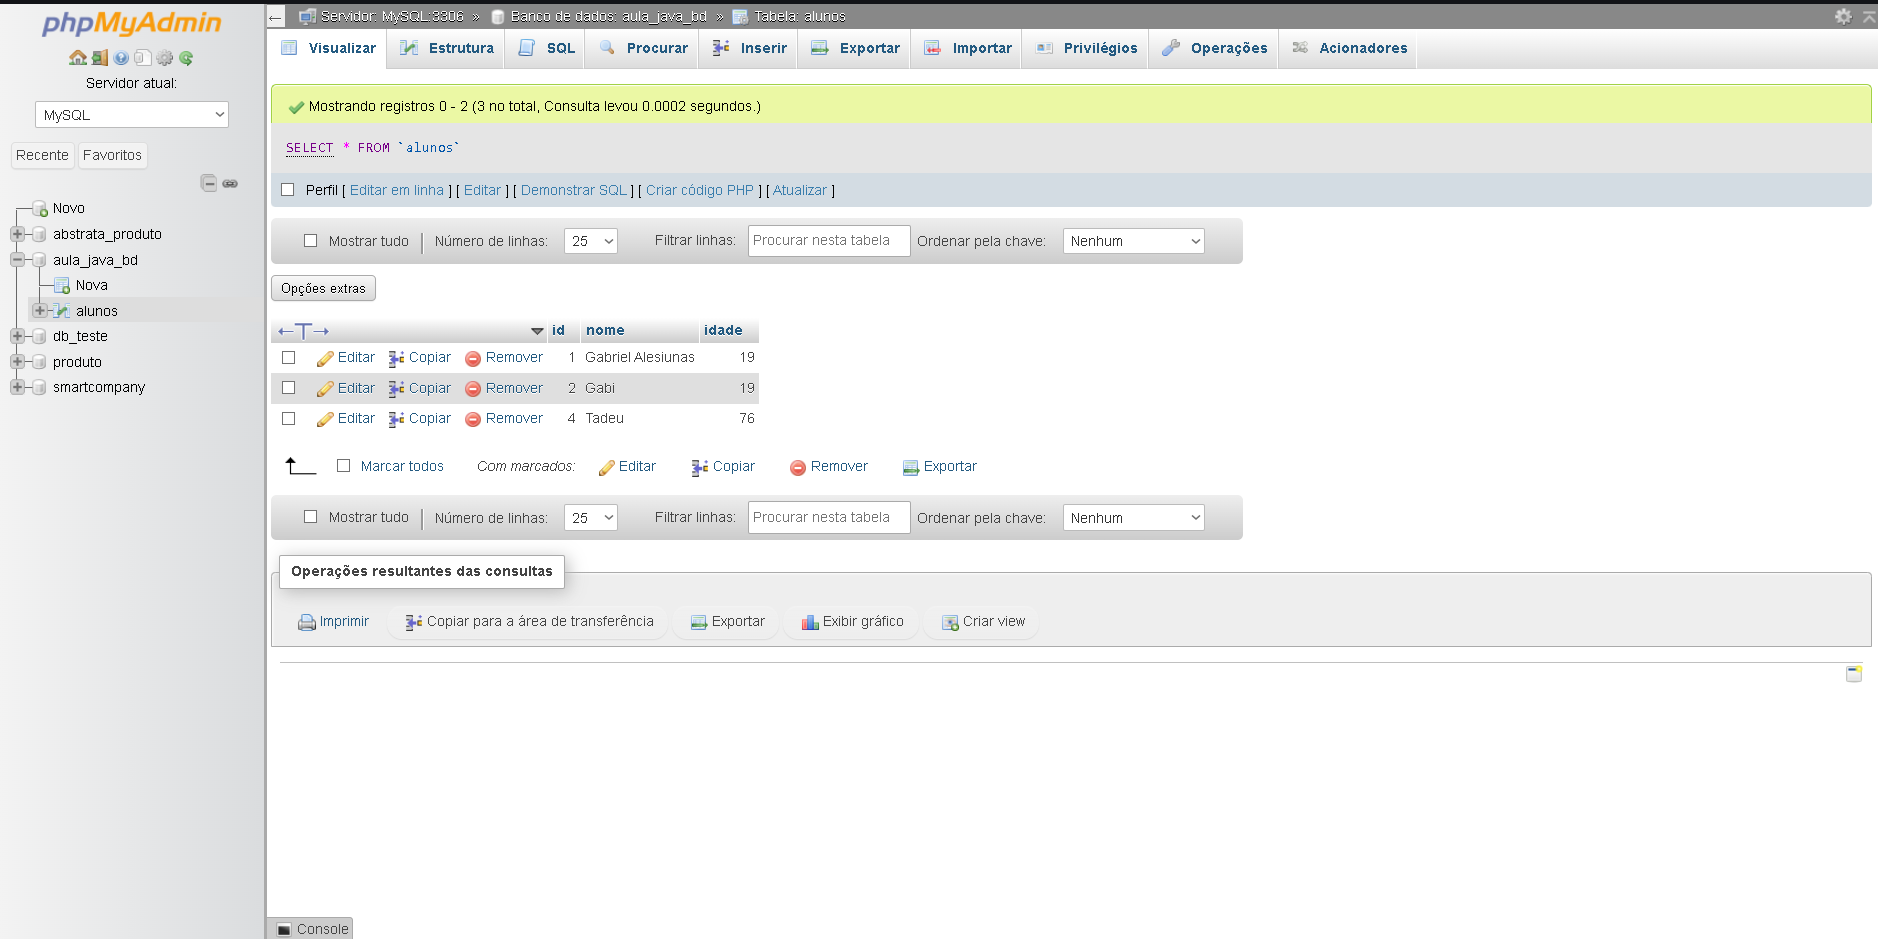 phpMyAdmin
Servidor atual:
MySQL
Recente Favoritos
Novo
abstrata_produto
aula_java_bd
Nova
alunos
db_teste
produto
smartcompany
Servidor: MySQL:3306 » Banco de dados: aula_java_bd » Tabela: alunos
Visualizar Estrutura SQL Procurar Inserir Exportar Importar Privilégios Operações Acionadores
Mostrando registros 0 - 2 (3 no total, Consulta levou 0.0002 segundos.)
SELECT * FROM `alunos`
Perfil [ Editar em linha ] [ Editar ] [ Demonstrar SQL ] [ Criar código PHP ] [ Atualizar ]
Mostrar tudo Número de linhas: 25 Filtrar linhas: Procurar nesta tabela Ordenar pela chave: Nenhum
Opções extras
←T→ id nome idade
Editar Copiar Remover 1 Gabriel Alesiunas 19
Editar Copiar Remover 2 Gabi 19
Editar Copiar Remover 4 Tadeu 76
Marcar todos Com marcados: Editar Copiar Remover Exportar
Mostrar tudo Número de linhas: 25 Filtrar linhas: Procurar nesta tabela Ordenar pela chave: Nenhum
Operações resultantes das consultas
Imprimir Copiar para a área de transferência Exportar Exibir gráfico Criar view
Console